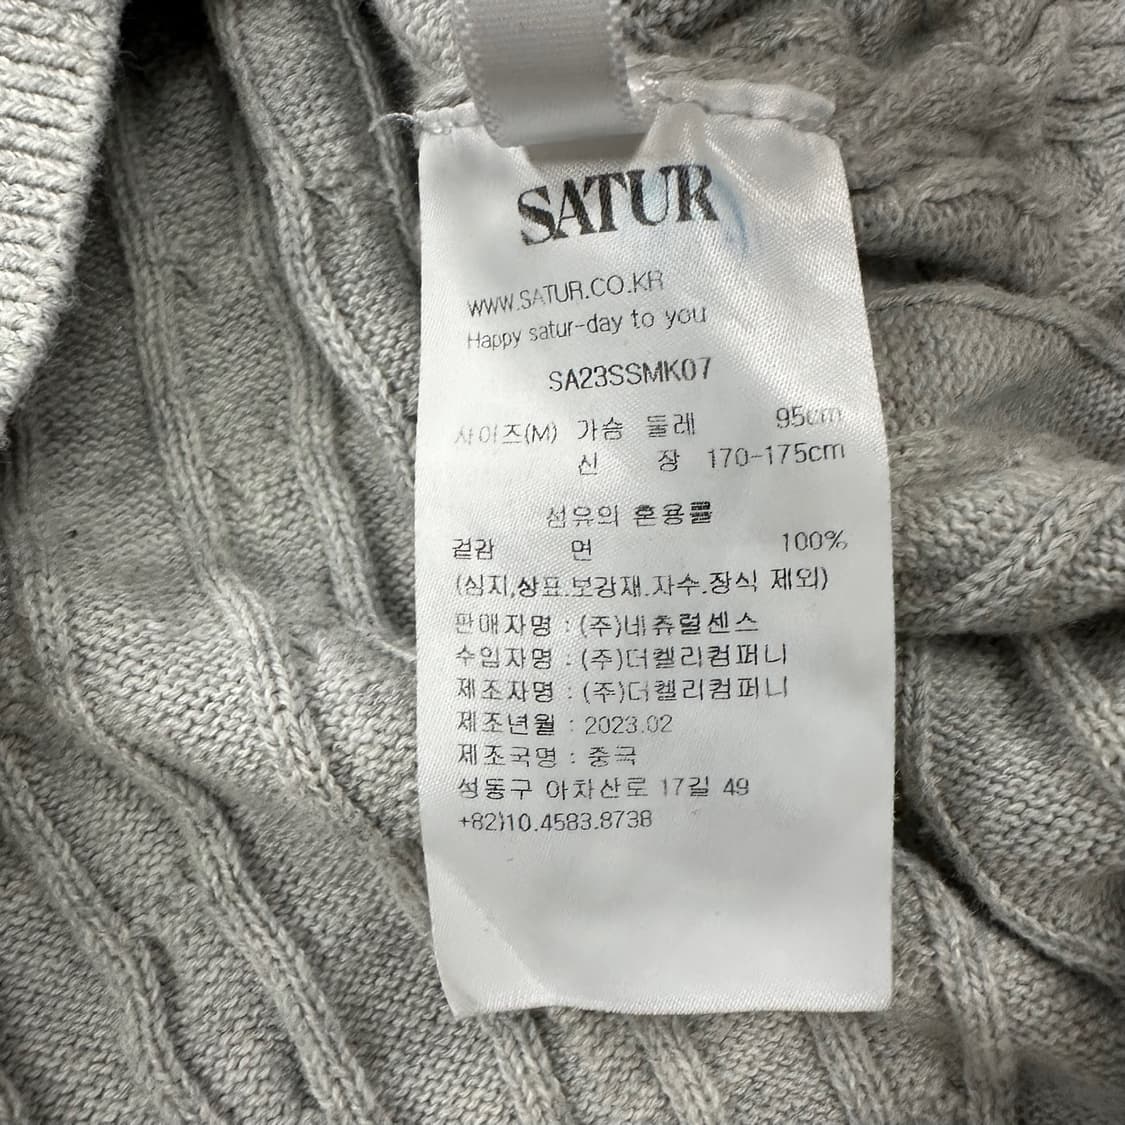 SATUR
WWW.SATUR.CO.KR
Happy satur-day to you
SA23SSMK07
사이즈(M) 가슴 둘레 95cm
신 장 170-175cm
섬유의 혼용률
겉감 면 100%
(심지,상표.보강재.자수.장식 제외)
판매자명 : (주)네츄럴센스
수입자명 : (주)더켈리컴퍼니
제조자명 : (주)더켈리컴퍼니
제조년월 : 2023.02
제조국명 : 중국
성동구 아차산로 17길 49
+82)10.4583.8738